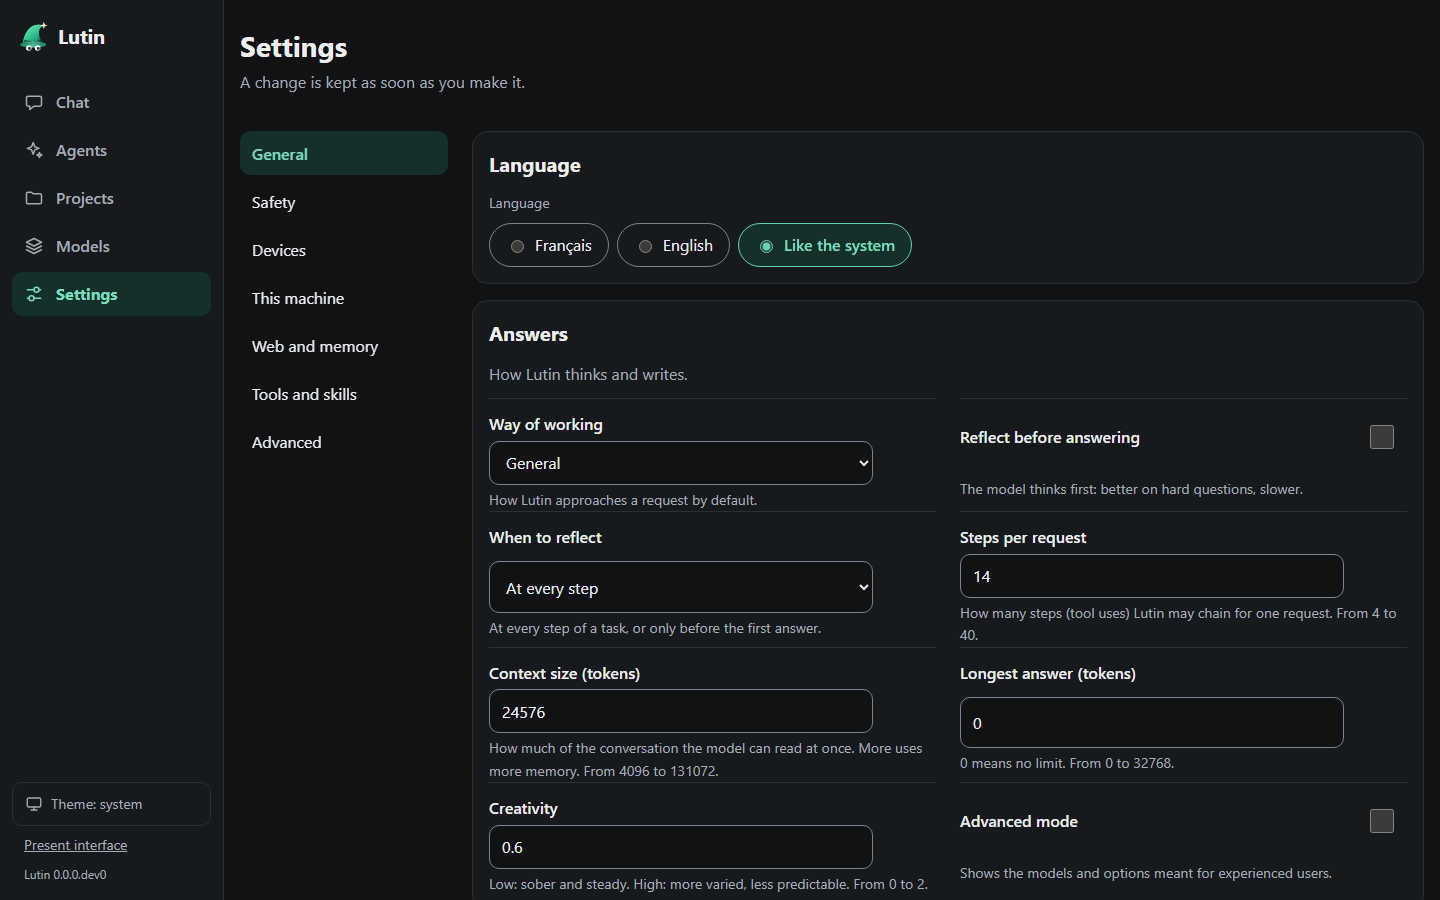 Lutin
Chat
Agents
Projects
Models
Settings
Theme: system
Present interface
Lutin 0.0.0.dev0
Settings
A change is kept as soon as you make it.
General
Safety
Devices
This machine
Web and memory
Tools and skills
Advanced
Language
Language
Français
English
Like the system
Answers
How Lutin thinks and writes.
Way of working
General
How Lutin approaches a request by default.
Reflect before answering
The model thinks first: better on hard questions, slower.
When to reflect
At every step
At every step of a task, or only before the first answer.
Steps per request
14
How many steps (tool uses) Lutin may chain for one request. From 4 to
40.
Context size (tokens)
24576
How much of the conversation the model can read at once. More uses
more memory. From 4096 to 131072.
Longest answer (tokens)
0
0 means no limit. From 0 to 32768.
Creativity
0.6
Low: sober and steady. High: more varied, less predictable. From 0 to 2.
Advanced mode
Shows the models and options meant for experienced users.